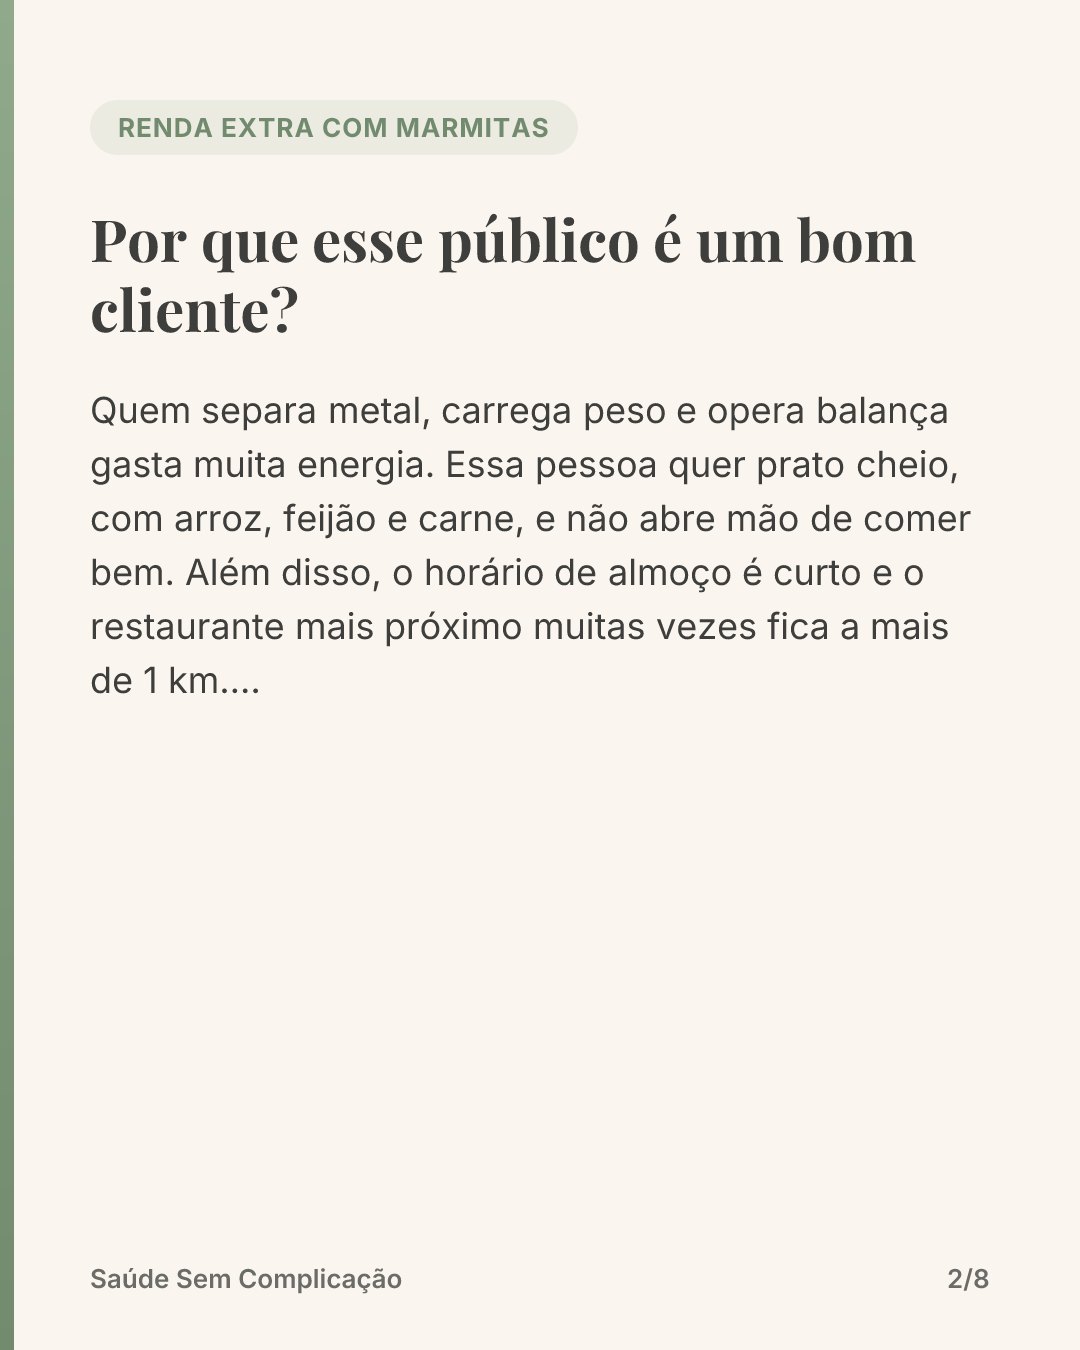 RENDA EXTRA COM MARMITAS
Por que esse público é um bom
cliente?
Quem separa metal, carrega peso e opera balança
gasta muita energia. Essa pessoa quer prato cheio,
com arroz, feijão e carne, e não abre mão de comer
bem. Além disso, o horário de almoço é curto e o
restaurante mais próximo muitas vezes fica a mais
de 1 km....
Saúde Sem Complicação
2/8